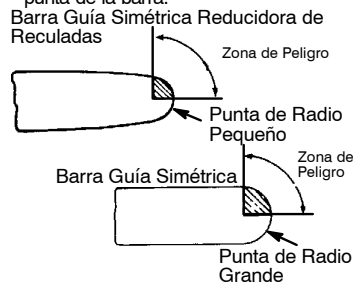 punta de la barra.
Barra Guía Simétrica Reducidora de
Reculadas
Zona de Peligro
Punta de Radio
Pequeño
Zona de
Peligro
Barra Guía Simétrica
Punta de Radio
Grande